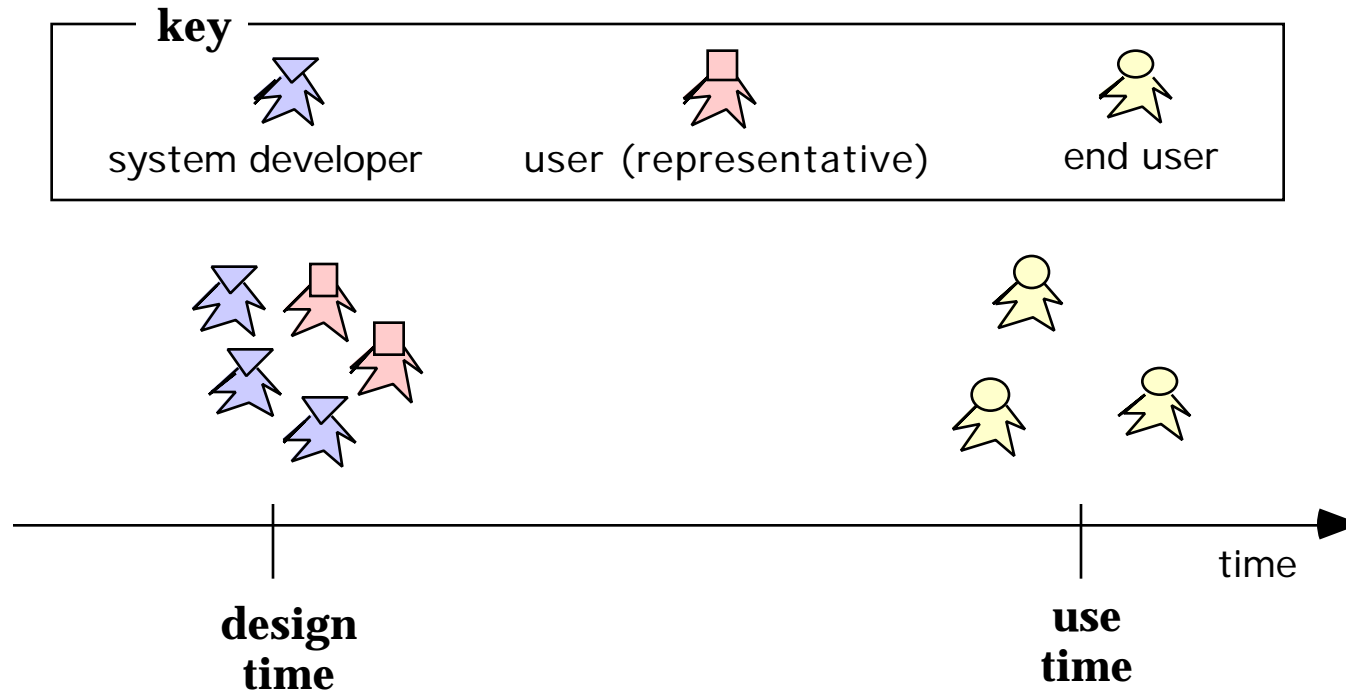 key
system developer
user (representative)
end user
time
design
time
use
time